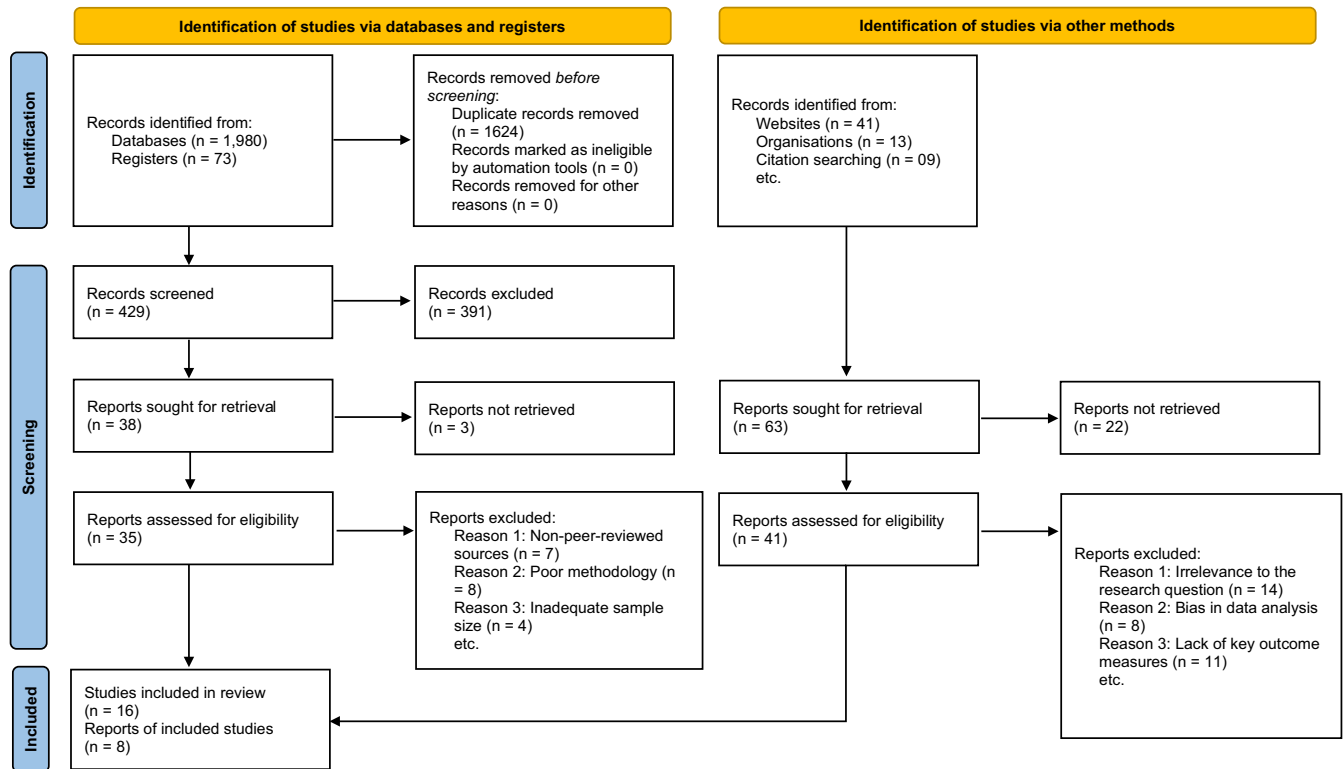 Identification of studies via databases and registers
Identification of studies via other methods
Identification
Records identified from:
Databases (n = 1,980)
Registers (n = 73)
Records removed before
screening:
Duplicate records removed
(n = 1624)
Records marked as ineligible
by automation tools (n = 0)
Records removed for other
reasons (n = 0)
Records identified from:
Websites (n = 41)
Organisations (n = 13)
Citation searching (n = 09)
etc.
Screening
Records screened
(n = 429)
Records excluded
(n = 391)
Reports sought for retrieval
(n = 38)
Reports not retrieved
(n = 3)
Reports sought for retrieval
(n = 63)
Reports not retrieved
(n = 22)
Reports assessed for eligibility
(n = 35)
Reports excluded:
Reason 1: Non-peer-reviewed
sources (n = 7)
Reason 2: Poor methodology (n
= 8)
Reason 3: Inadequate sample
size (n = 4)
etc.
Reports assessed for eligibility
(n = 41)
Reports excluded:
Reason 1: Irrelevance to the
research question (n = 14)
Reason 2: Bias in data analysis
(n = 8)
Reason 3: Lack of key outcome
measures (n = 11)
etc.
Included
Studies included in review
(n = 16)
Reports of included studies
(n = 8)